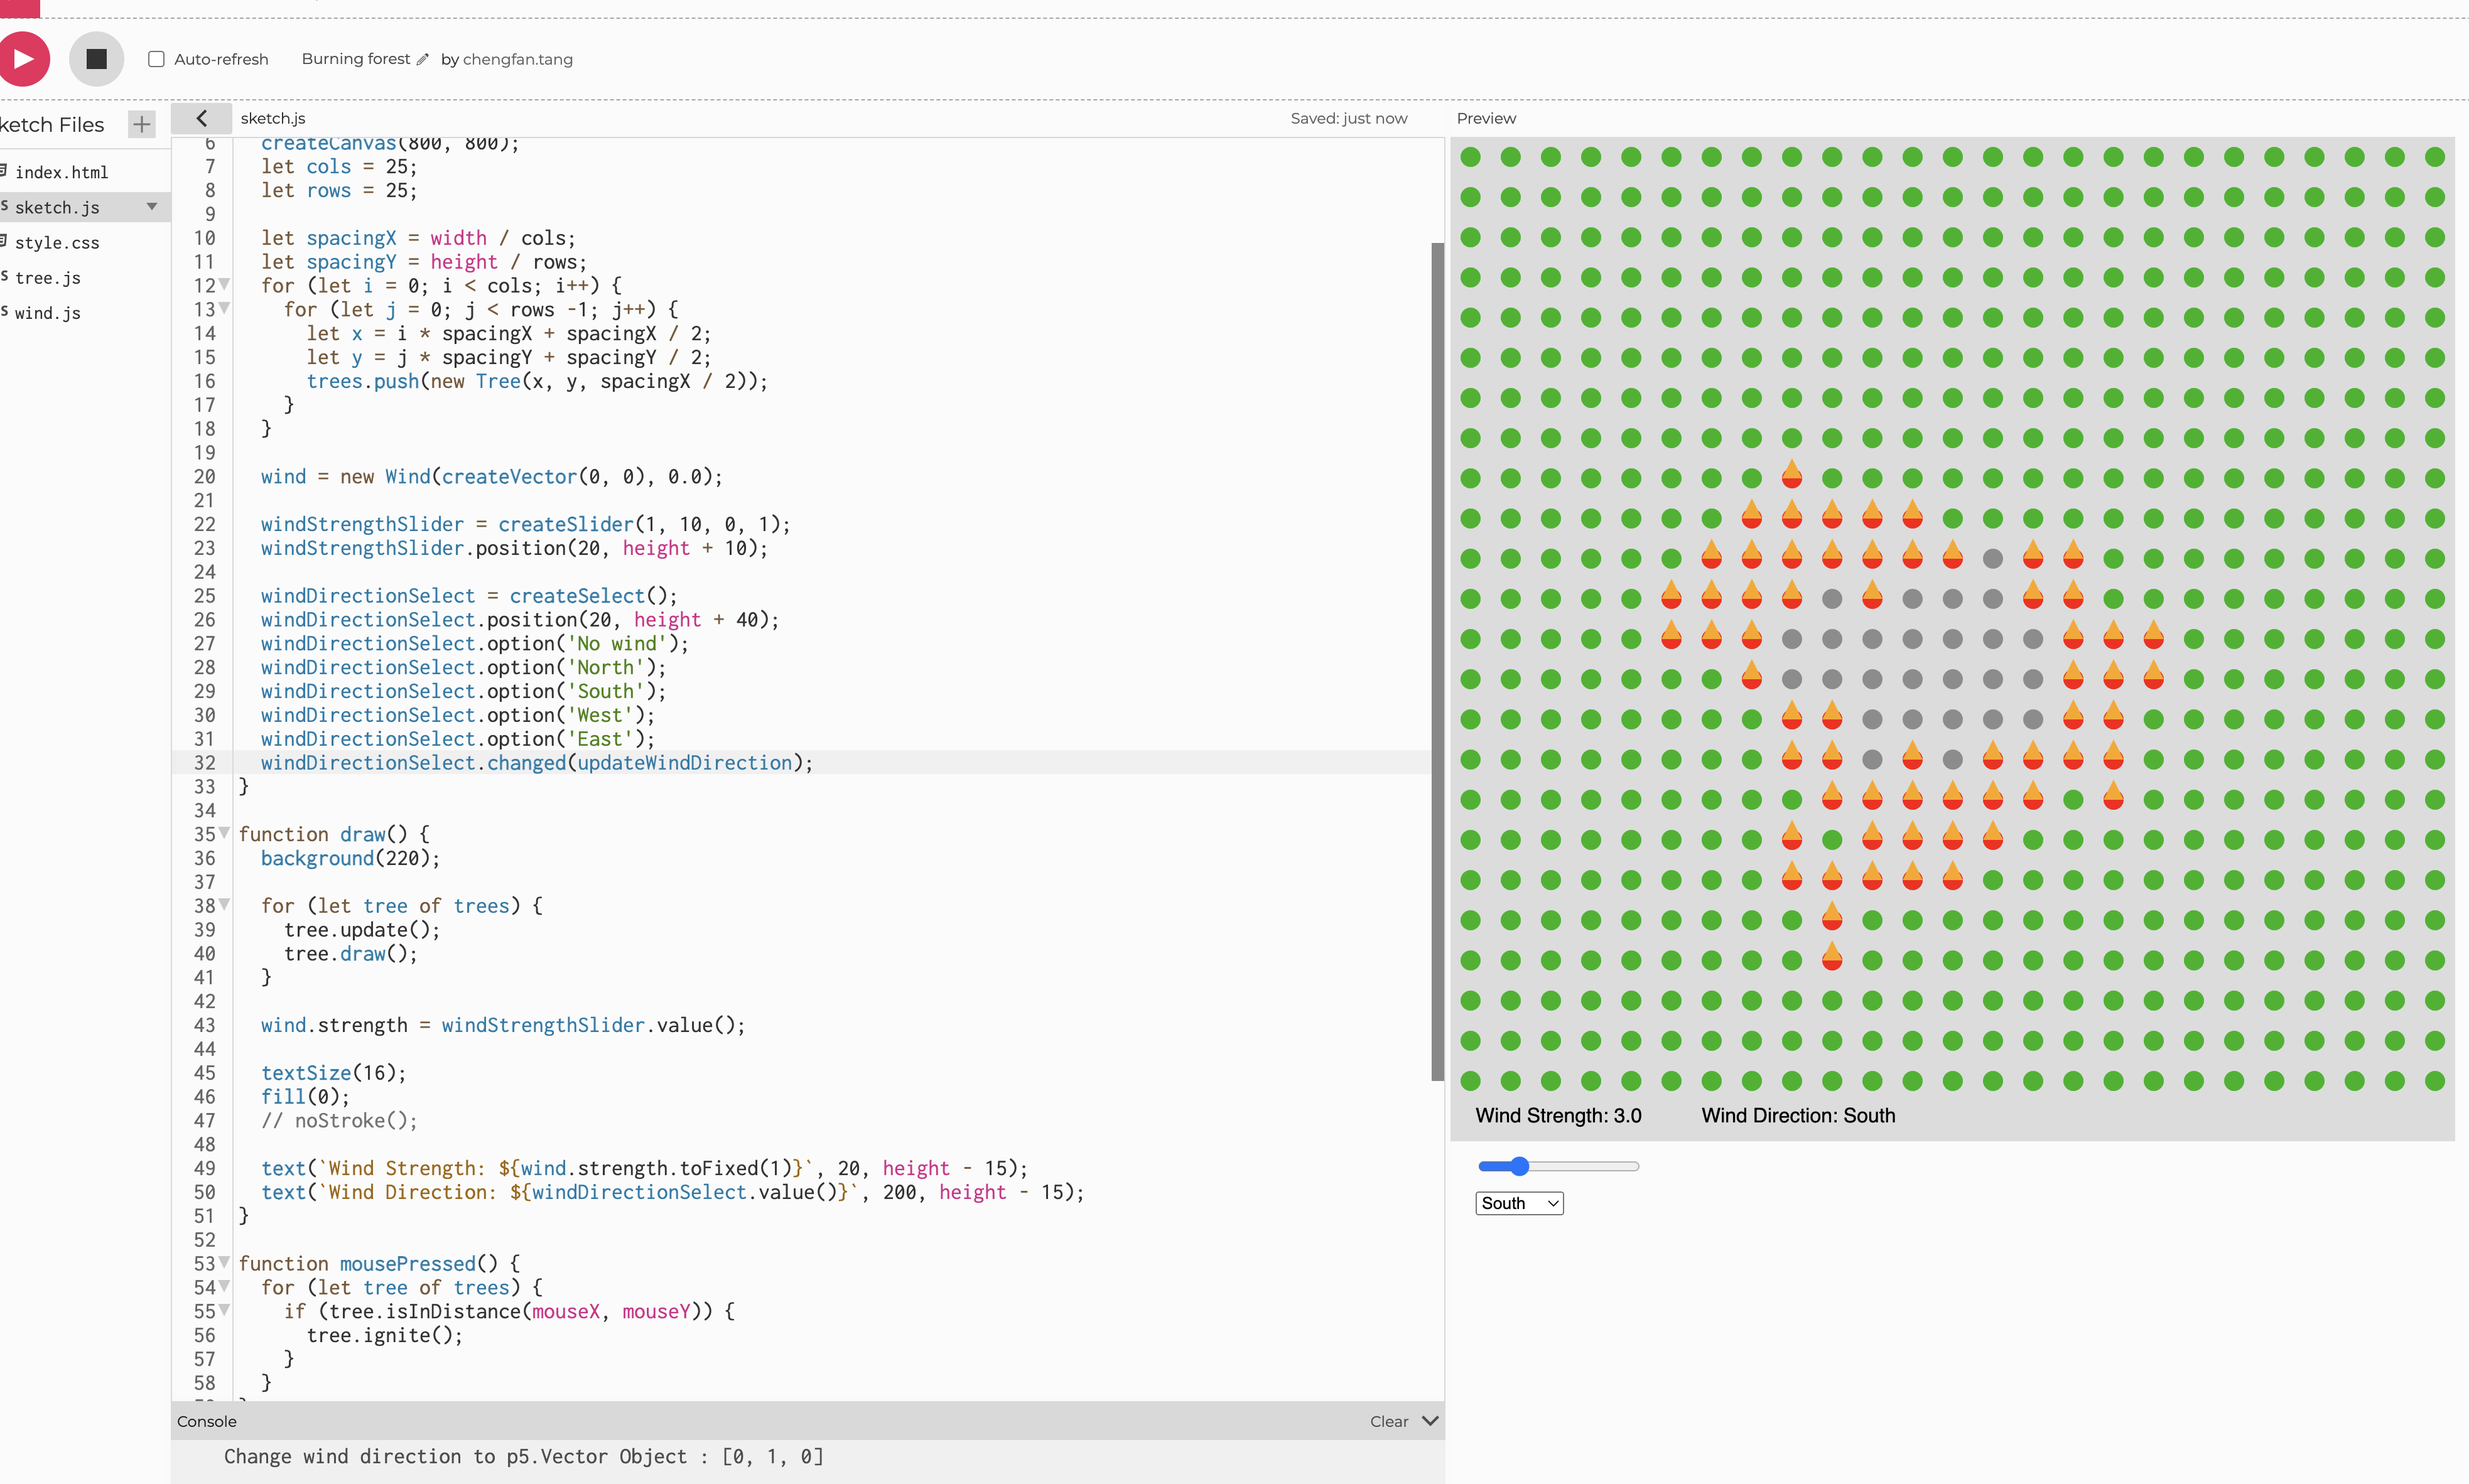 Auto-refresh Burning forest by chengfan.tang
ketch Files +
sketch.js Saved: just now Preview
index.html
sketch.js
style.css
tree.js
wind.js
6 createCanvas(800, 800);
7 let cols = 25;
8 let rows = 25;
9
10 let spacingX = width / cols;
11 let spacingY = height / rows;
12 for (let i = 0; i < cols; i++) {
13 for (let j = 0; j < rows -1; j++) {
14 let x = i * spacingX + spacingX / 2;
15 let y = j * spacingY + spacingY / 2;
16 trees.push(new Tree(x, y, spacingX / 2));
17 }
18 }
19
20 wind = new Wind(createVector(0, 0), 0.0);
21
22 windStrengthSlider = createSlider(1, 10, 0, 1);
23 windStrengthSlider.position(20, height + 10);
24
25 windDirectionSelect = createSelect();
26 windDirectionSelect.position(20, height + 40);
27 windDirectionSelect.option('No wind');
28 windDirectionSelect.option('North');
29 windDirectionSelect.option('South');
30 windDirectionSelect.option('West');
31 windDirectionSelect.option('East');
32 windDirectionSelect.changed(updateWindDirection);
33 }
34
35 function draw() {
36 background(220);
37
38 for (let tree of trees) {
39 tree.update();
40 tree.draw();
41 }
42
43 wind.strength = windStrengthSlider.value();
44
45 textSize(16);
46 fill(0);
47 // noStroke();
48
49 text(`Wind Strength: ${wind.strength.toFixed(1)}`, 20, height - 15);
50 text(`Wind Direction: ${windDirectionSelect.value()}`, 200, height - 15);
51 }
52
53 function mousePressed() {
54 for (let tree of trees) {
55 if (tree.isInDistance(mouseX, mouseY)) {
56 tree.ignite();
57 }
58 }
Console Clear
Change wind direction to p5.Vector Object : [0, 1, 0]
Wind Strength: 3.0 Wind Direction: South
South